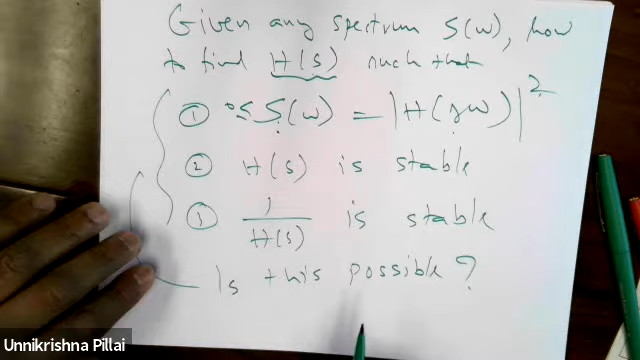 Given any spectrum S(ω), how
to find H(s) such that
① 0 ≤ S(ω) = |H(jω)|²
② H(s) is stable
③ 1/H(s) is stable
Is this possible?
Unnikrishna Pillai